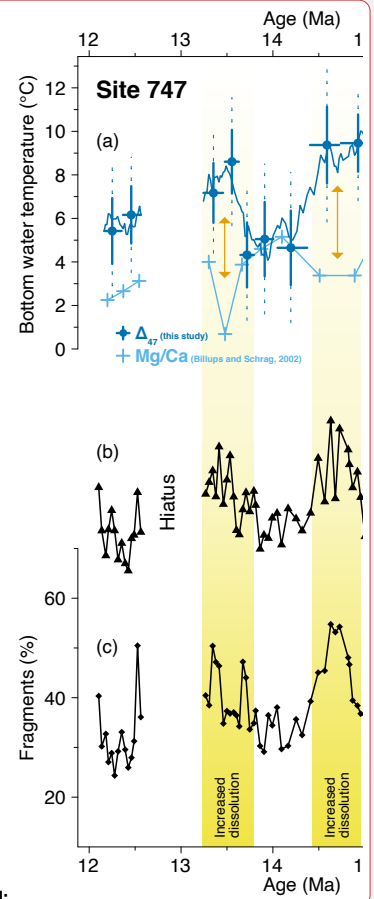 Age (Ma)
12 13 14 1
Site 747
(a)
Bottom water temperature (°C)
12
10
8
6
4
2
0
Δ47 (this study)
Mg/Ca (Billups and Schrag, 2002)
(b)
Hiatus
(c)
Fragments (%)
60
40
20
Increased
dissolution
Increased
dissolution
12 13 14 1
Age (Ma)